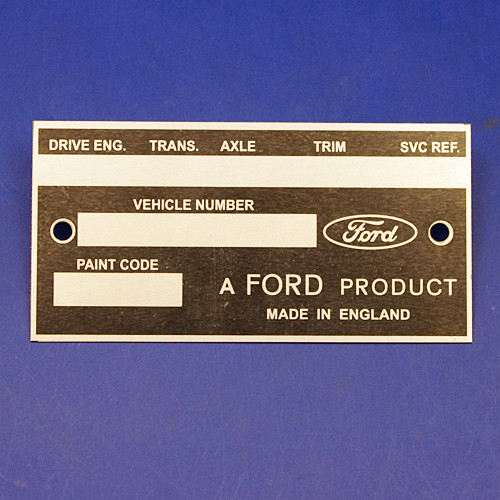 DRIVE ENG. TRANS. AXLE TRIM SVC REF.
VEHICLE NUMBER
Ford
PAINT CODE
A FORD PRODUCT
MADE IN ENGLAND